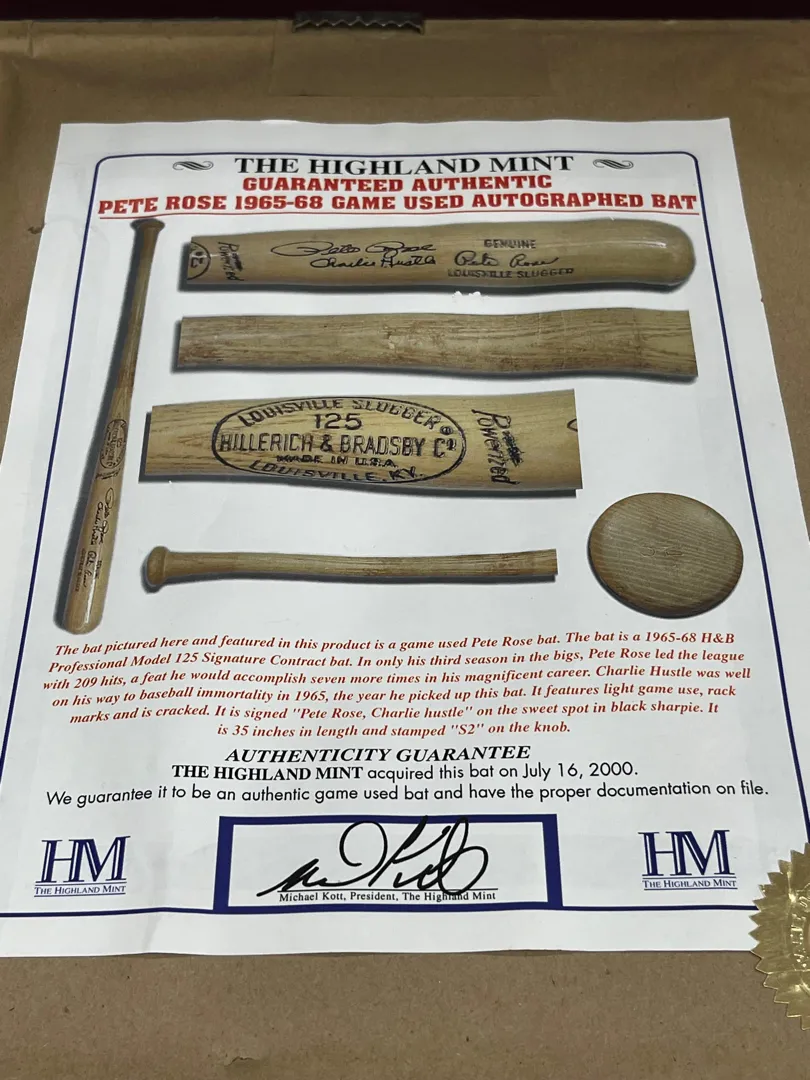 THE HIGHLAND MINT
GUARANTEED AUTHENTIC
PETE ROSE 1965-68 GAME USED AUTOGRAPHED BAT
Powerized
Pete Rose
Charlie Hustle
GENUINE
Pete Rose
LOUISVILLE SLUGGER
LOUISVILLE SLUGGER
125
HILLERICH & BRADSBY Cº
MADE IN U.S.A.
LOUISVILLE, KY.
Powerized
The bat pictured here and featured in this product is a game used Pete Rose bat. The bat is a 1965-68 H&B
Professional Model 125 Signature Contract bat. In only his third season in the bigs, Pete Rose led the league
with 209 hits, a feat he would accomplish seven more times in his magnificent career. Charlie Hustle was well
on his way to baseball immortality in 1965, the year he picked up this bat. It features light game use, rack
marks and is cracked. It is signed "Pete Rose, Charlie hustle" on the sweet spot in black sharpie. It
is 35 inches in length and stamped "S2" on the knob.
AUTHENTICITY GUARANTEE
THE HIGHLAND MINT acquired this bat on July 16, 2000.
We guarantee it to be an authentic game used bat and have the proper documentation on file.
HM
THE HIGHLAND MINT
Michael Kott, President, The Highland Mint
HM
THE HIGHLAND MINT